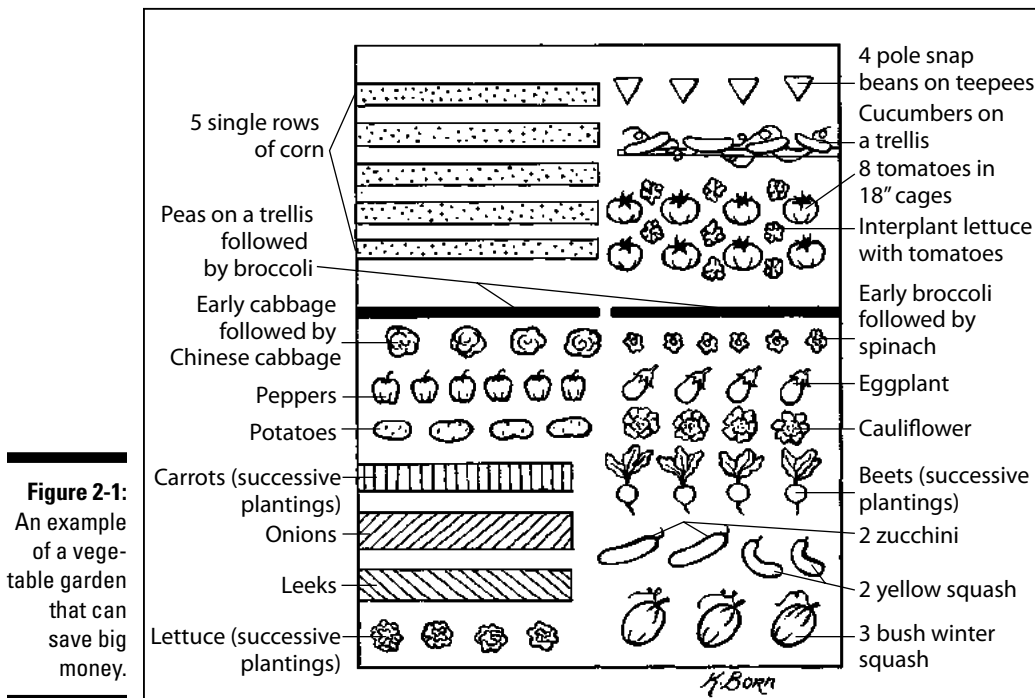 5 single rows
of corn
Peas on a trellis
followed
by broccoli
Early cabbage
followed by
Chinese cabbage
Peppers
Potatoes
Carrots (successive
plantings)
Onions
Leeks
Lettuce (successive
plantings)
4 pole snap
beans on teepees
Cucumbers on
a trellis
8 tomatoes in
18” cages
Interplant lettuce
with tomatoes
Early broccoli
followed by
spinach
Eggplant
Cauliflower
Beets (successive
plantings)
2 zucchini
2 yellow squash
3 bush winter
squash
K. Born
Figure 2-1:
An example
of a vege-
table garden
that can
save big
money.